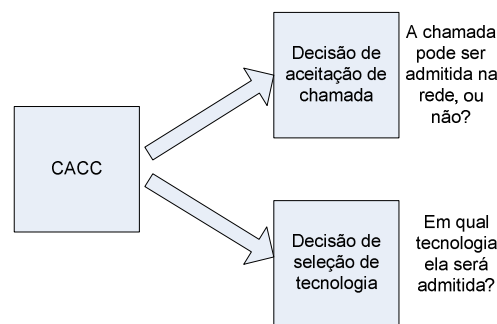 CACC
Decisão de
aceitação de
chamada
A chamada
pode ser
admitida na
rede, ou
não?
Decisão de
seleção de
tecnologia
Em qual
tecnologia
ela será
admitida?